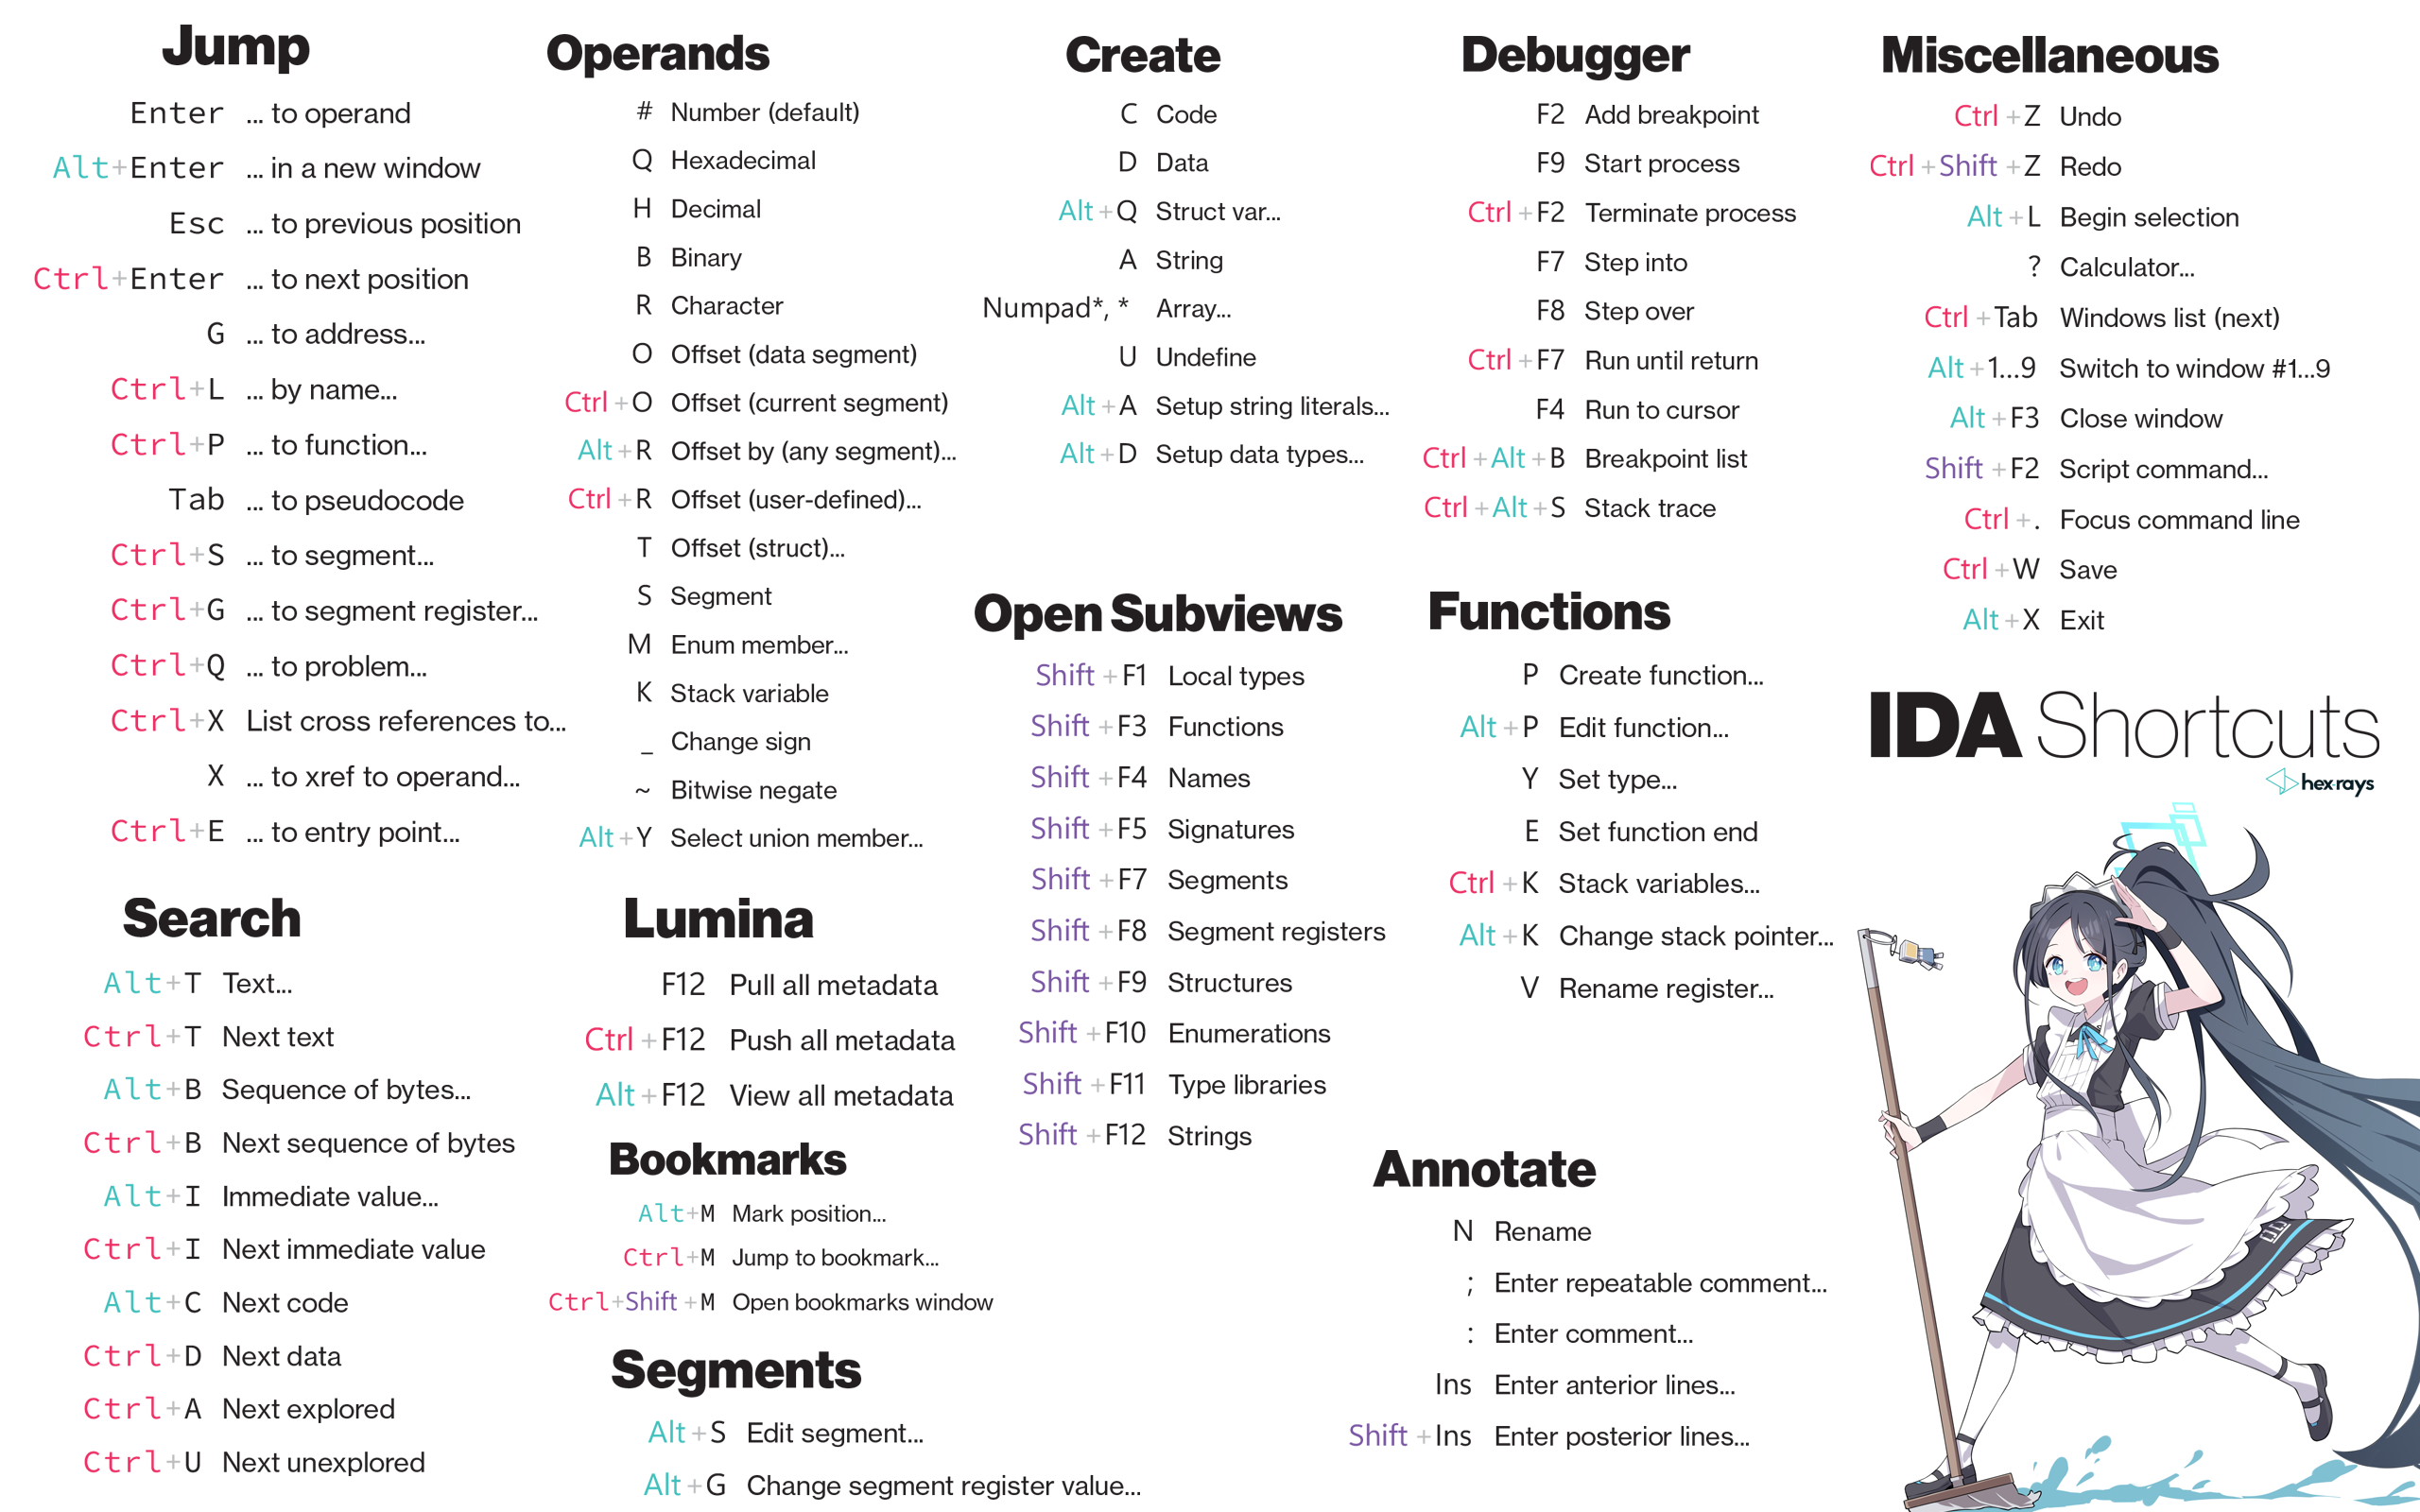 Jump
Enter ... to operand
Alt+Enter ... in a new window
Esc ... to previous position
Ctrl+Enter ... to next position
G ... to address...
Ctrl+L ... by name...
Ctrl+P ... to function...
Tab ... to pseudocode
Ctrl+S ... to segment...
Ctrl+G ... to segment register...
Ctrl+Q ... to problem...
Ctrl+X List cross references to...
X ... to xref to operand...
Ctrl+E ... to entry point...
Search
Alt+T Text...
Ctrl+T Next text
Alt+B Sequence of bytes...
Ctrl+B Next sequence of bytes
Alt+I Immediate value...
Ctrl+I Next immediate value
Alt+C Next code
Ctrl+D Next data
Ctrl+A Next explored
Ctrl+U Next unexplored
Operands
# Number (default)
Q Hexadecimal
H Decimal
B Binary
R Character
O Offset (data segment)
Ctrl+O Offset (current segment)
Alt+R Offset by (any segment)...
Ctrl+R Offset (user-defined)...
T Offset (struct)...
S Segment
M Enum member...
K Stack variable
_ Change sign
~ Bitwise negate
Alt+Y Select union member...
Lumina
F12 Pull all metadata
Ctrl+F12 Push all metadata
Alt+F12 View all metadata
Bookmarks
Alt+M Mark position...
Ctrl+M Jump to bookmark...
Ctrl+Shift+M Open bookmarks window
Segments
Alt+S Edit segment...
Alt+G Change segment register value...
Create
C Code
D Data
Alt+Q Struct var...
A String
Numpad*, * Array...
U Undefine
Alt+A Setup string literals...
Alt+D Setup data types...
Open Subviews
Shift+F1 Local types
Shift+F3 Functions
Shift+F4 Names
Shift+F5 Signatures
Shift+F7 Segments
Shift+F8 Segment registers
Shift+F9 Structures
Shift+F10 Enumerations
Shift+F11 Type libraries
Shift+F12 Strings
Debugger
F2 Add breakpoint
F9 Start process
Ctrl+F2 Terminate process
F7 Step into
F8 Step over
Ctrl+F7 Run until return
F4 Run to cursor
Ctrl+Alt+B Breakpoint list
Ctrl+Alt+S Stack trace
Functions
P Create function...
Alt+P Edit function...
Y Set type...
E Set function end
Ctrl+K Stack variables...
Alt+K Change stack pointer...
V Rename register...
Annotate
N Rename
; Enter repeatable comment...
: Enter comment...
Ins Enter anterior lines...
Shift+Ins Enter posterior lines...
Miscellaneous
Ctrl+Z Undo
Ctrl+Shift+Z Redo
Alt+L Begin selection
? Calculator...
Ctrl+Tab Windows list (next)
Alt+1...9 Switch to window #1...9
Alt+F3 Close window
Shift+F2 Script command...
Ctrl+. Focus command line
Ctrl+W Save
Alt+X Exit
IDA Shortcuts
hex-rays